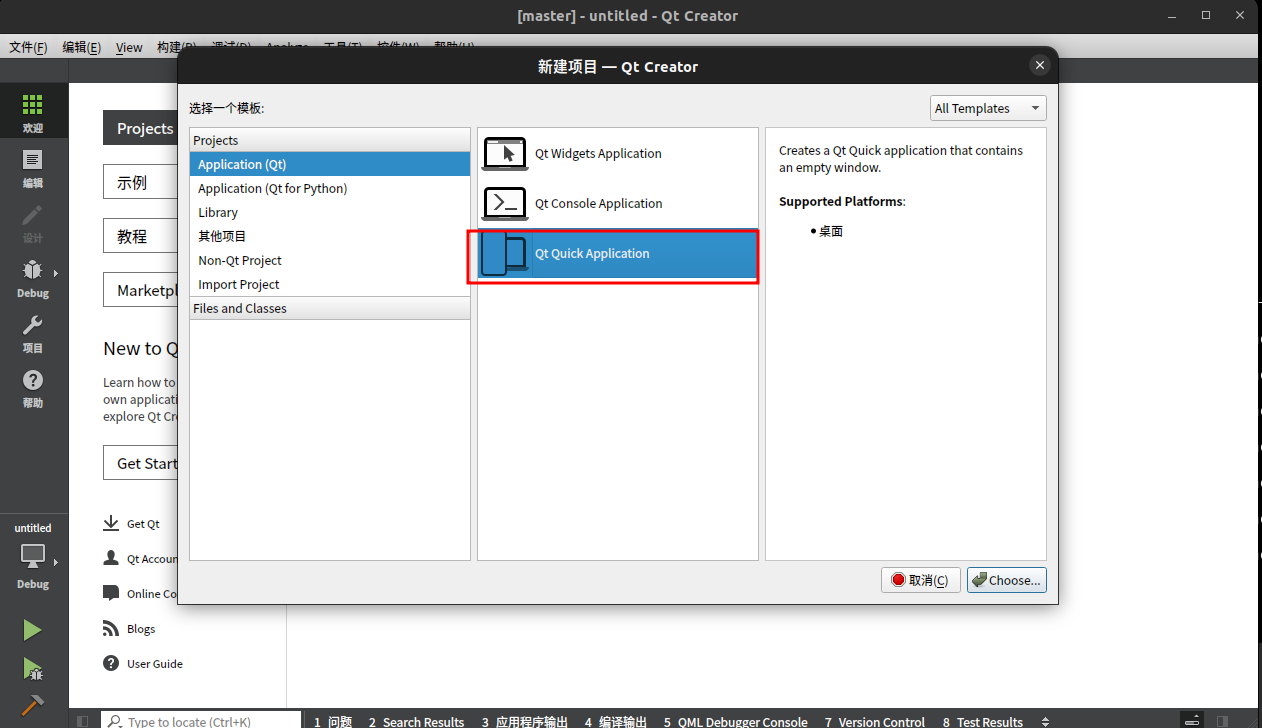 [master] - untitled - Qt Creator
文件(F) 编辑(E) View 构建(B) 调试(D) Analyze 工具(T) 控件(W) 帮助(H)
新建项目 — Qt Creator
选择一个模板:
All Templates
Projects
Application (Qt)
Application (Qt for Python)
Library
其他项目
Non-Qt Project
Import Project
Files and Classes
Qt Widgets Application
Qt Console Application
Qt Quick Application
Creates a Qt Quick application that contains
an empty window.
Supported Platforms:
• 桌面
取消(C)
Choose...
欢迎
编辑
设计
Debug
项目
帮助
untitled
Debug
Projects
示例
教程
Marketpl
New to Q
Learn how to
own applicati
explore Qt Cr
Get Start
Get Qt
Qt Accoun
Online Co
Blogs
User Guide
Type to locate (Ctrl+K)
1 问题 2 Search Results 3 应用程序输出 4 编译输出 5 QML Debugger Console 7 Version Control 8 Test Results